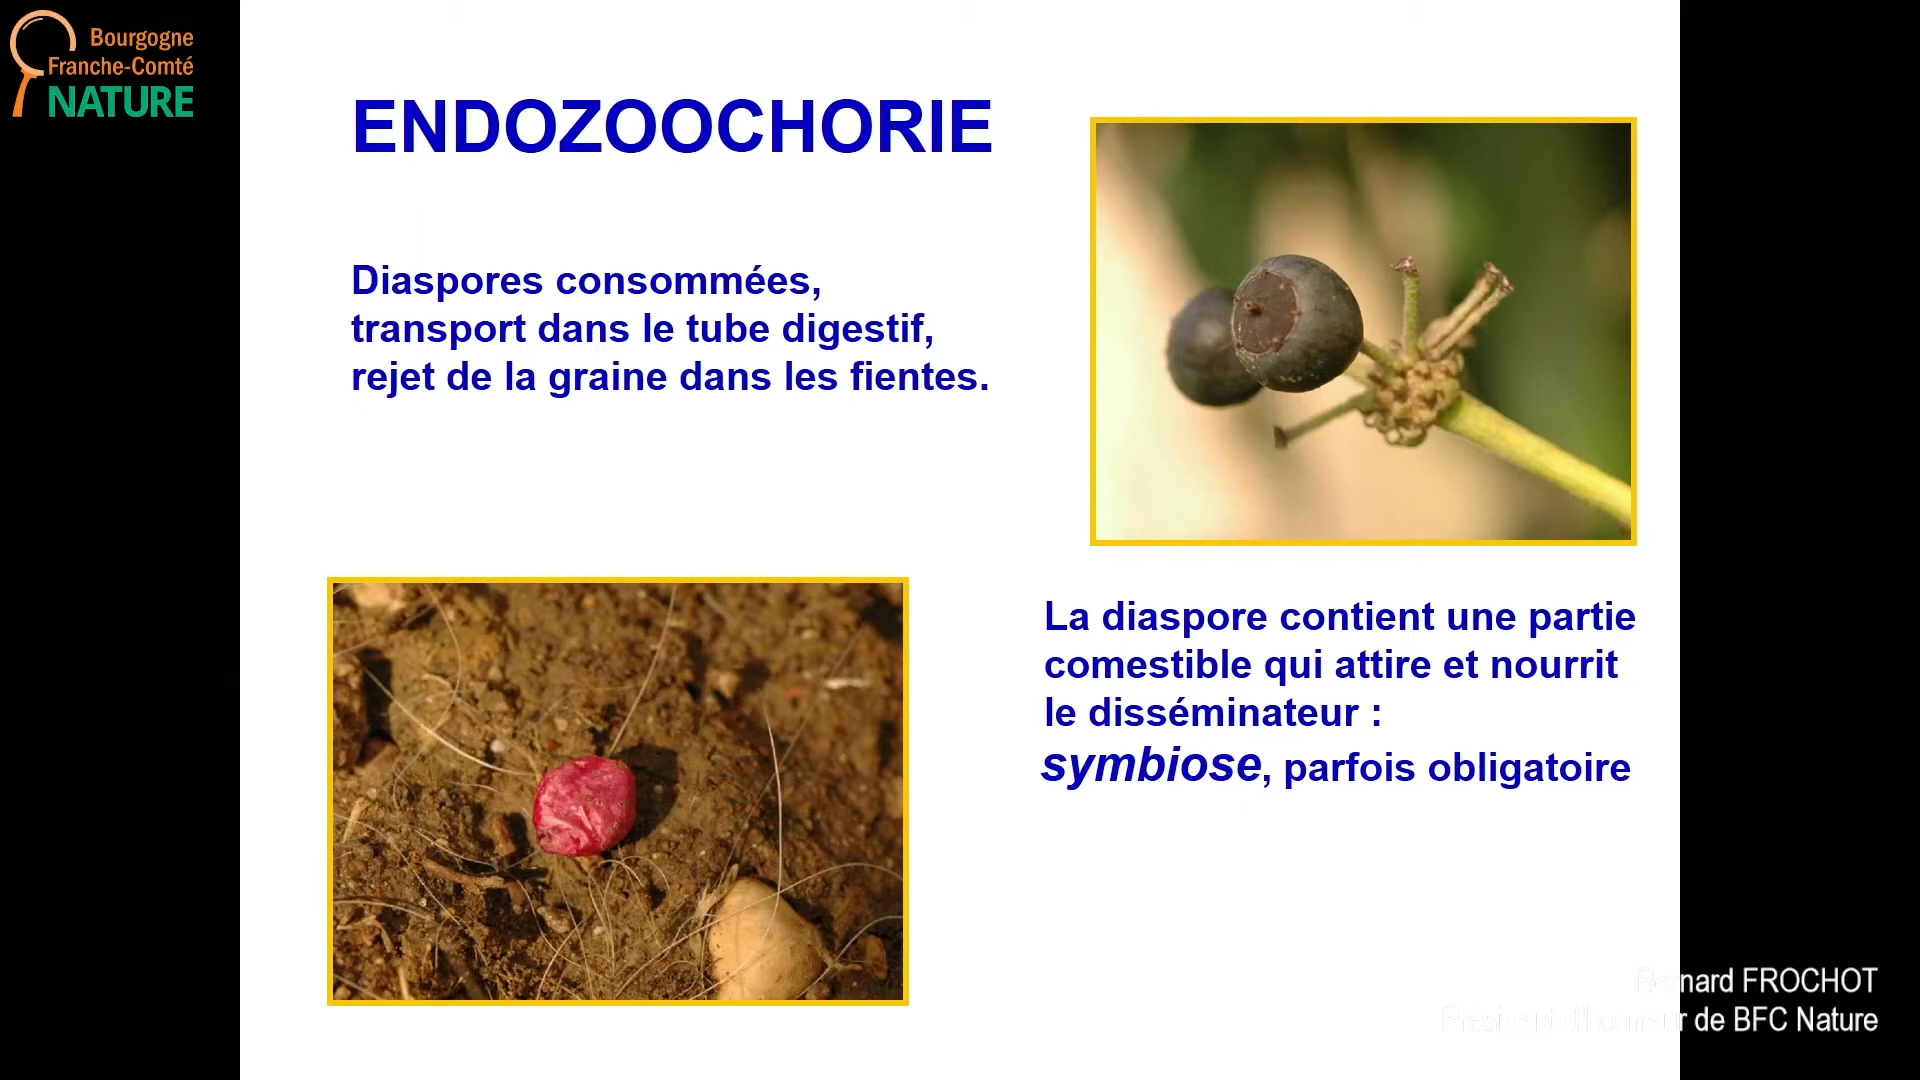 Bourgogne
Franche-Comté
NATURE
ENDOZOOCHORIE
Diaspores consommées,
transport dans le tube digestif,
rejet de la graine dans les fientes.
La diaspore contient une partie
comestible qui attire et nourrit
le disséminateur :
symbiose, parfois obligatoire
Bernard FROCHOT
Président d'honneur de BFC Nature